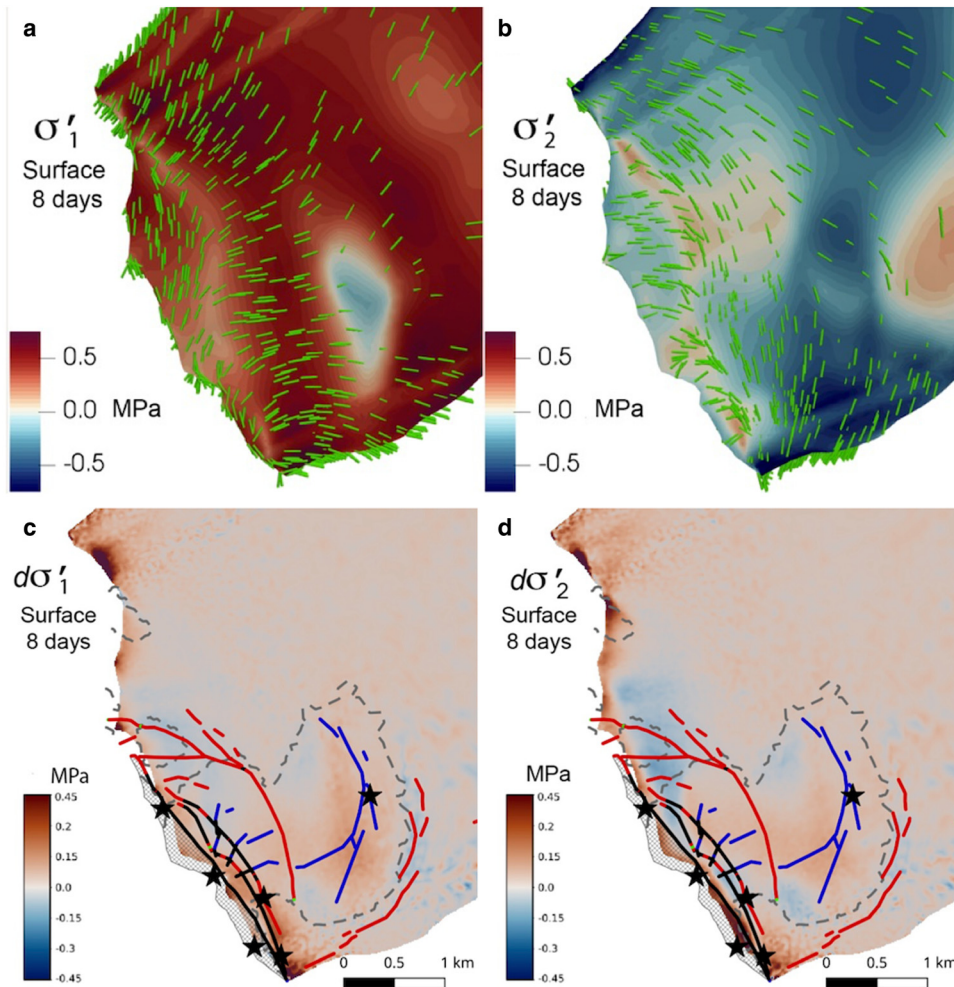 a
σ′₁
Surface
8 days
0.5
0.0 MPa
-0.5
b
σ′₂
Surface
8 days
0.5
0.0 MPa
-0.5
c
dσ′₁
Surface
8 days
MPa
0.45
0.2
0.15
0.0
-0.15
-0.3
-0.45
0 0.5 1 km
d
dσ′₂
Surface
8 days
MPa
0.45
0.2
0.15
0.0
-0.15
-0.3
-0.45
0 0.5 1 km